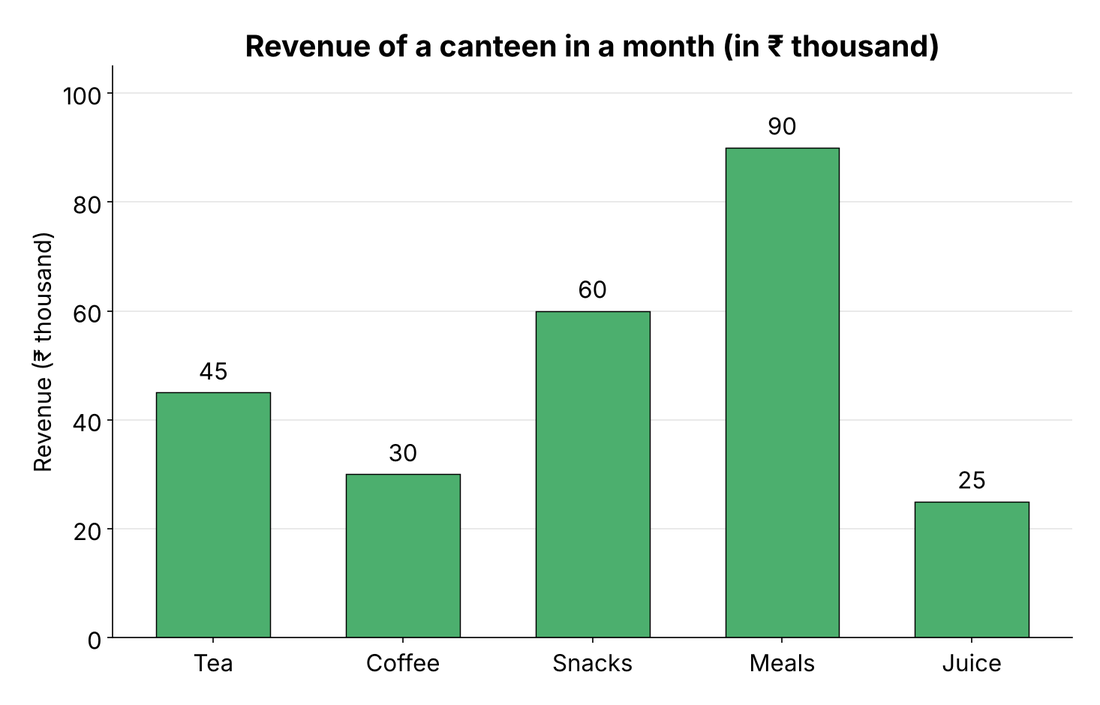 Revenue of a canteen in a month (in ₹ thousand)
Revenue (₹ thousand)
100
80
60
40
20
0
45
30
60
90
25
Tea
Coffee
Snacks
Meals
Juice